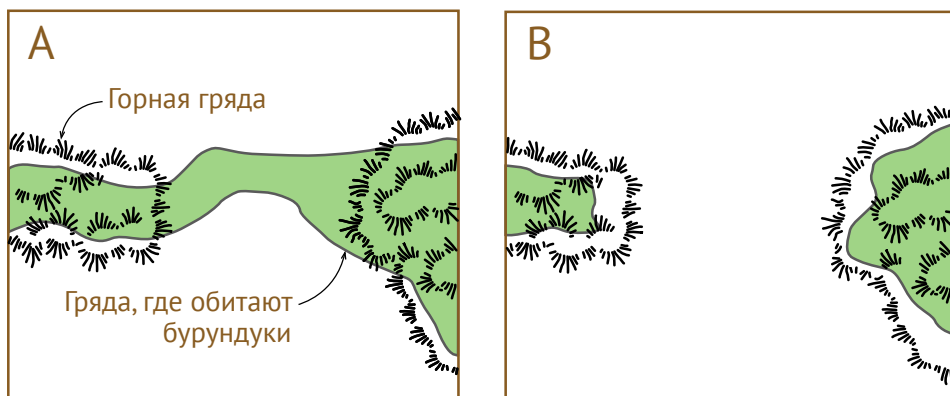 A
B
Горная гряда
Гряда, где обитают
бурундуки